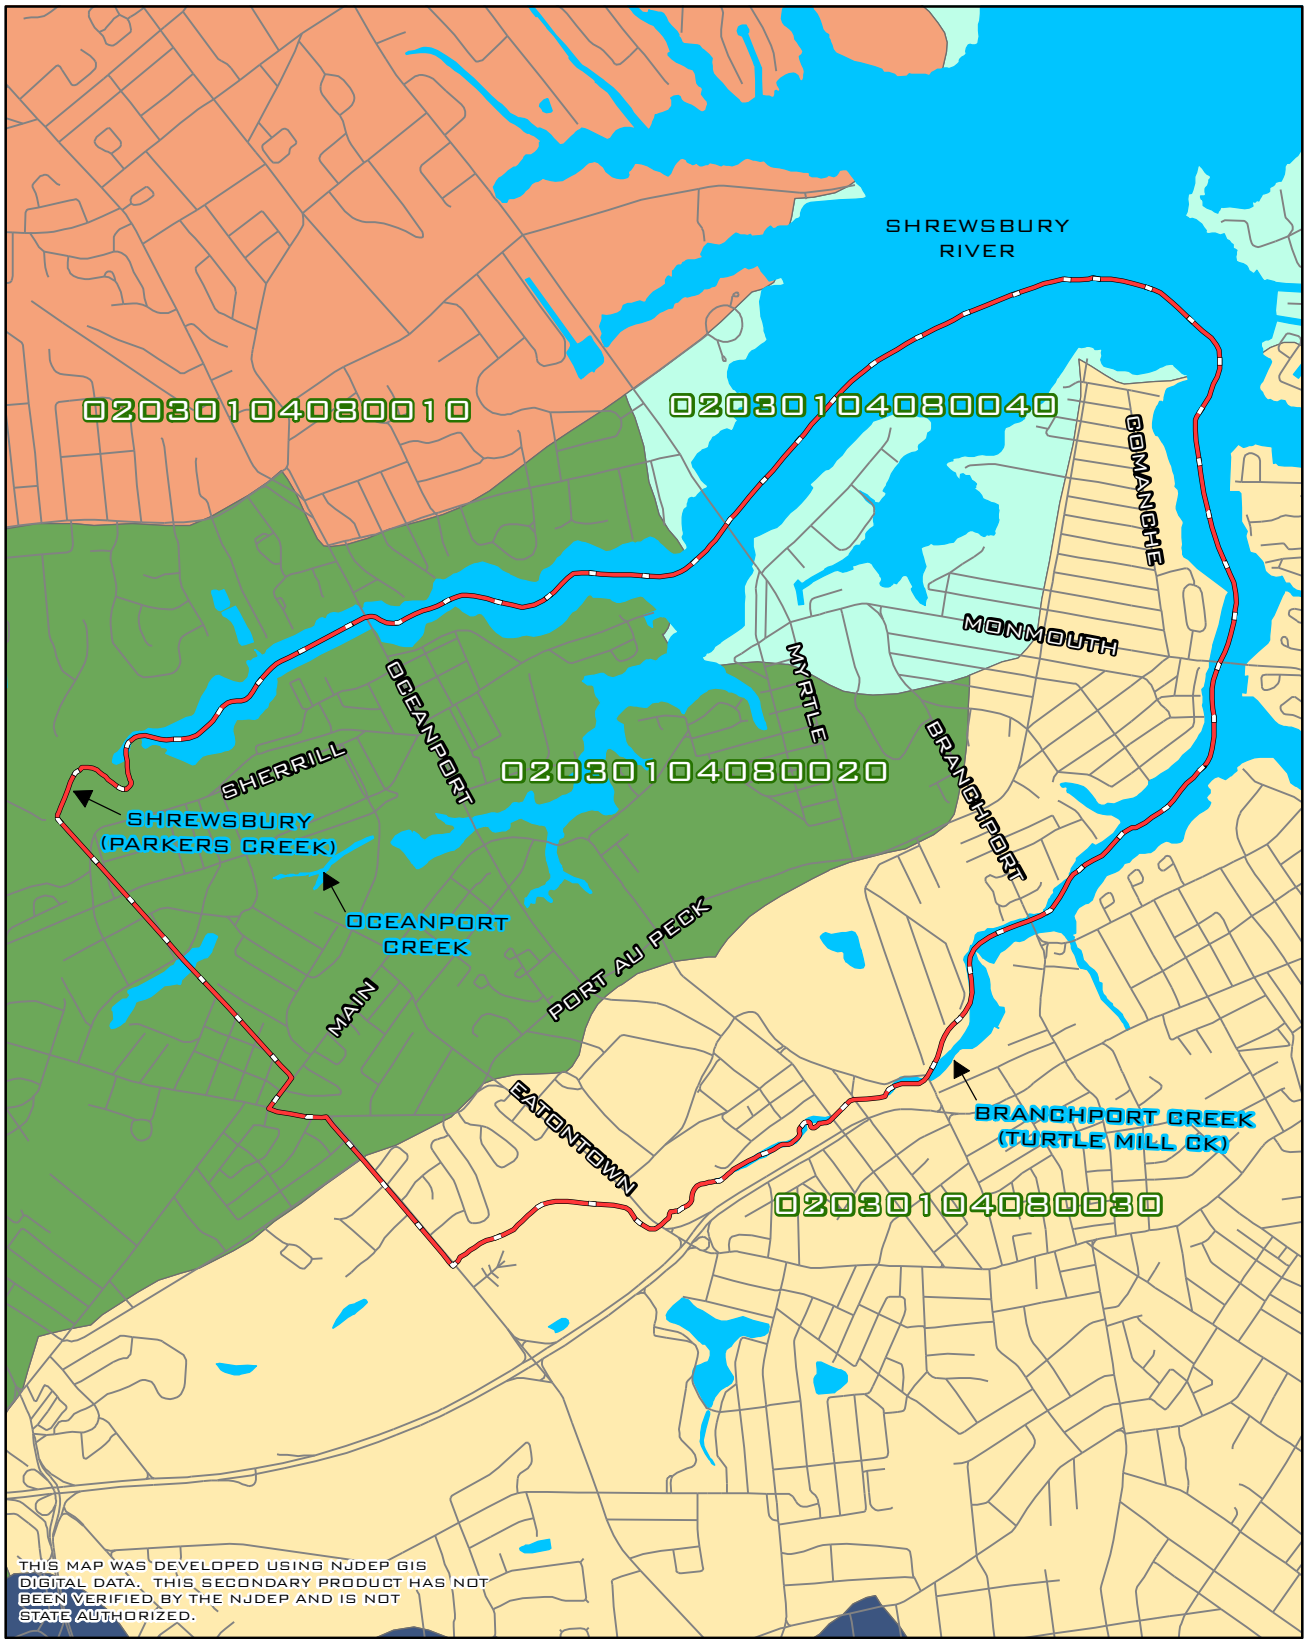 SHREWSBURY
RIVER
02030104080010
02030104080040
COMANCHE
MONMOUTH
MYRTLE
OCEANPORT
BRANCHPORT
SHERRILL
02030104080020
SHREWSBURY
(PARKERS CREEK)
OCEANPORT
CREEK
PORT AU PECK
MAIN
EATONTOWN
BRANCHPORT CREEK
(TURTLE MILL CK)
02030104080030
THIS MAP WAS DEVELOPED USING NJDEP GIS
DIGITAL DATA. THIS SECONDARY PRODUCT HAS NOT
BEEN VERIFIED BY THE NJDEP AND IS NOT
STATE AUTHORIZED.